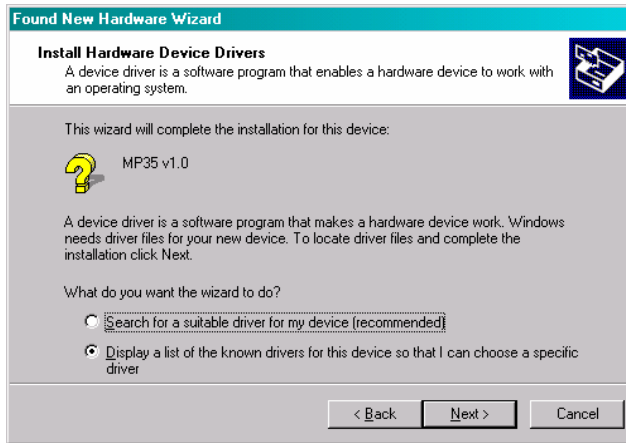 Found New Hardware Wizard
Install Hardware Device Drivers
A device driver is a software program that enables a hardware device to work with
an operating system.
This wizard will complete the installation for this device:
MP35 v1.0
A device driver is a software program that makes a hardware device work. Windows
needs driver files for your new device. To locate driver files and complete the
installation click Next.
What do you want the wizard to do?
Search for a suitable driver for my device (recommended)
Display a list of the known drivers for this device so that I can choose a specific
driver
< Back Next > Cancel